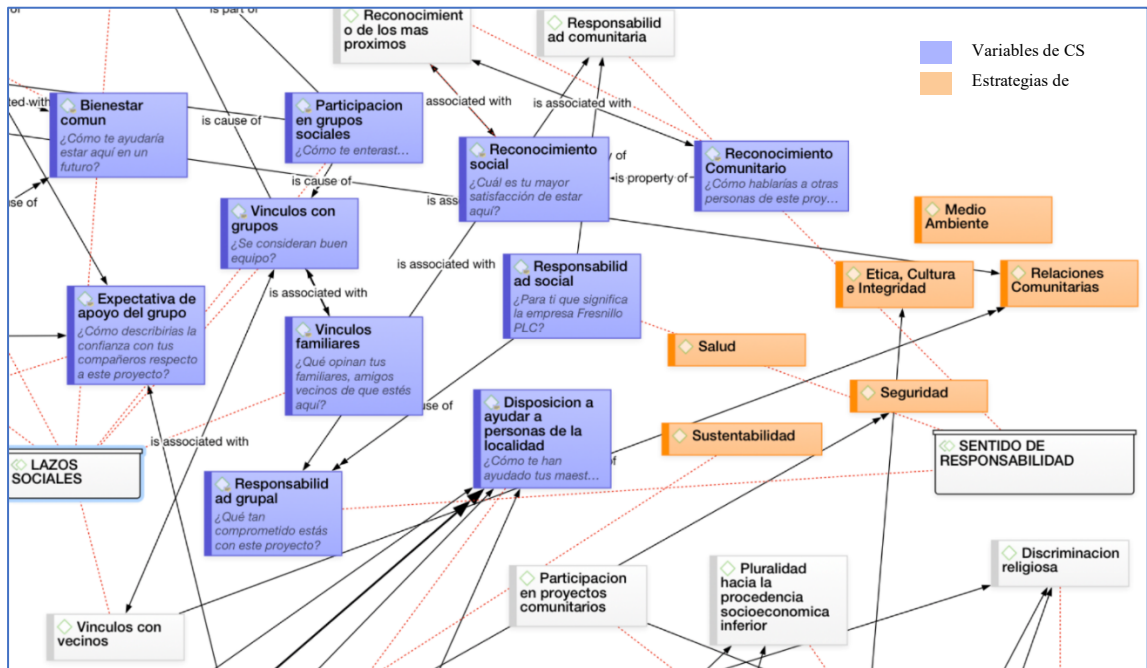 is part of
Reconocimient
o de los mas
proximos
Responsabilid
ad comunitaria
Variables de CS
Estrategias de
Bienestar
comun
¿Cómo te ayudaría
estar aquí en un
futuro?
is cause of
Participacion
en grupos
sociales
¿Cómo te enterast…
associated with
is associated with
Reconocimiento
social
¿Cuál es tu mayor
satisfacción de estar
aquí?
is property of
Reconocimiento
Comunitario
¿Cómo hablarías a otras
personas de este proy…
is cause of
Vinculos con
grupos
¿Se consideran buen
equipo?
Medio
Ambiente
is associated with
Responsabilid
ad social
¿Para ti que significa
la empresa Fresnillo
PLC?
Etica, Cultura
e Integridad
Relaciones
Comunitarias
Expectativa de
apoyo del grupo
¿Cómo describirias la
confianza con tus
compañeros respecto
a este proyecto?
is associated with
Vinculos
familiares
¿Qué opinan tus
familiares, amigos
vecinos de que estés
aquí?
Salud
Seguridad
Disposicion a
ayudar a
personas de la
localidad
¿Cómo te han
ayudado tus maest…
Sustentabilidad
is associated with
LAZOS
SOCIALES
SENTIDO DE
RESPONSABILIDAD
Responsabilid
ad grupal
¿Qué tan
comprometido estás
con este proyecto?
Vinculos con
vecinos
Participacion
en proyectos
comunitarios
Pluralidad
hacia la
procedencia
socioeconomica
inferior
Discriminacion
religiosa